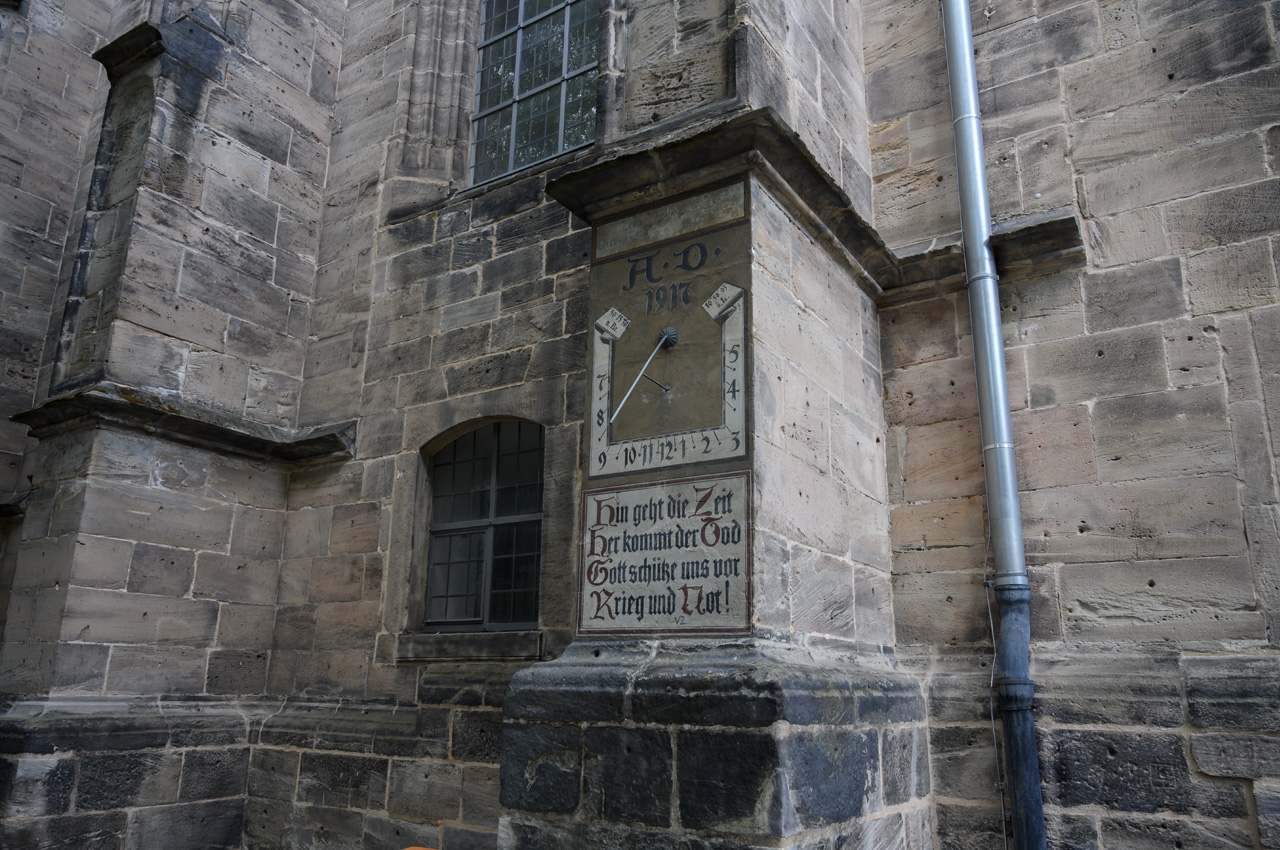 A·D·
1917
7 5
8 4
9 10 11 12 1 2 3
Hin geht die Zeit
Her kommt der Tod
Gott schütze uns vor
Krieg und Not!